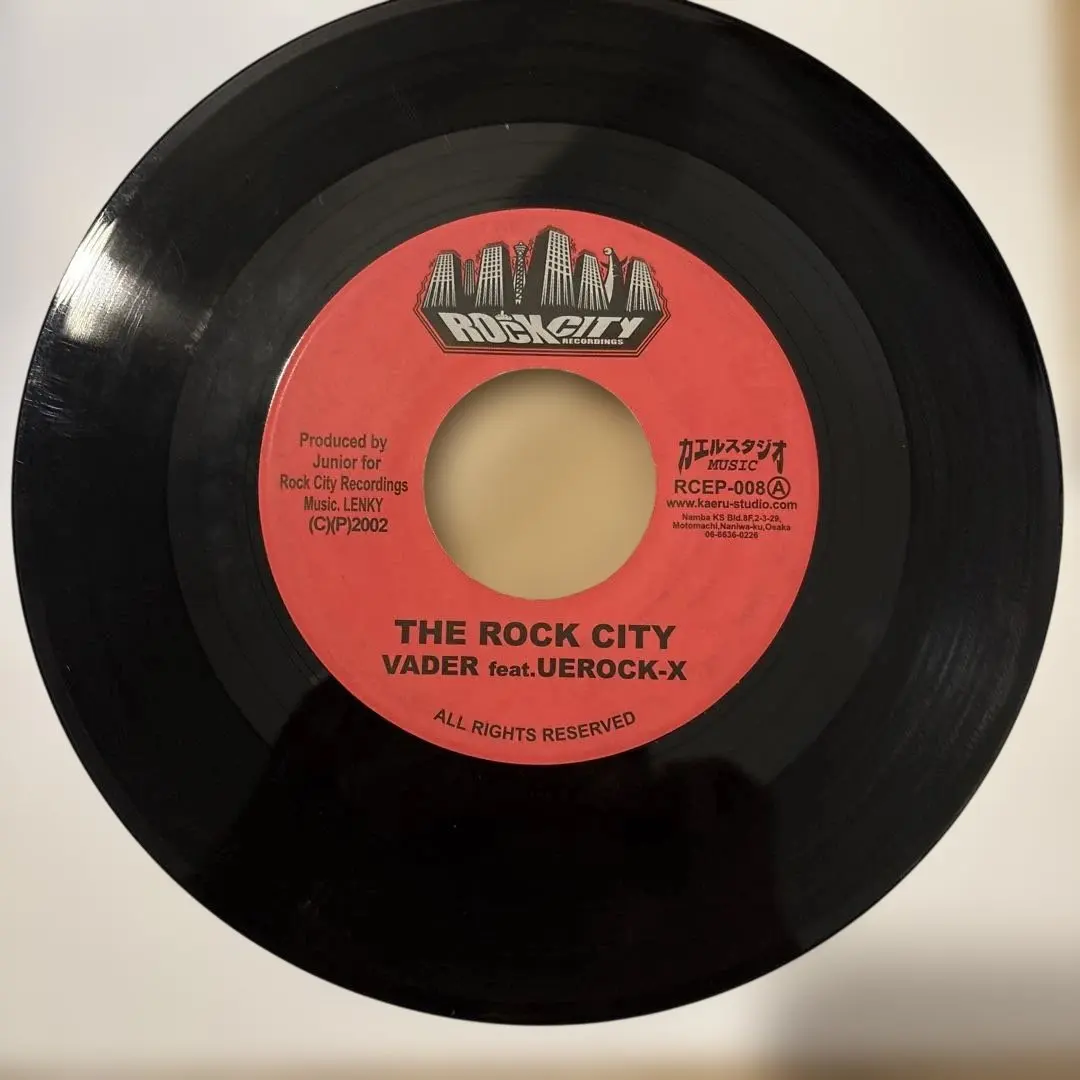 ROCK CITY
RECORDINGS
Produced by
Junior for
Rock City Recordings
Music. LENKY
(C)(P)2002
カエルスタジオ
MUSIC
RCEP-008Ⓐ
www.kaeru-studio.com
Namba KS Bld.8F,2-3-29,
Motomachi,Naniwa-ku,Osaka
06-6636-0226
THE ROCK CITY
VADER feat.UEROCK-X
ALL RIGHTS RESERVED